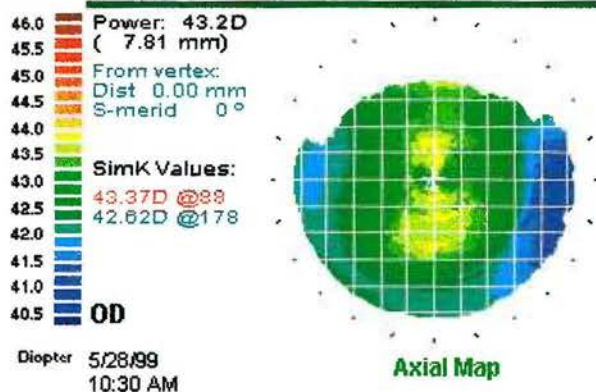 46.0
45.5
45.0
44.5
44.0
43.5
43.0
42.5
42.0
41.5
41.0
40.5
Diopter
Power: 43.2D
( 7.81 mm)
From vertex:
Dist 0.00 mm
S-merid 0°
SimK Values:
43.37D @88
42.62D @178
OD
5/28/99
10:30 AM
Axial Map